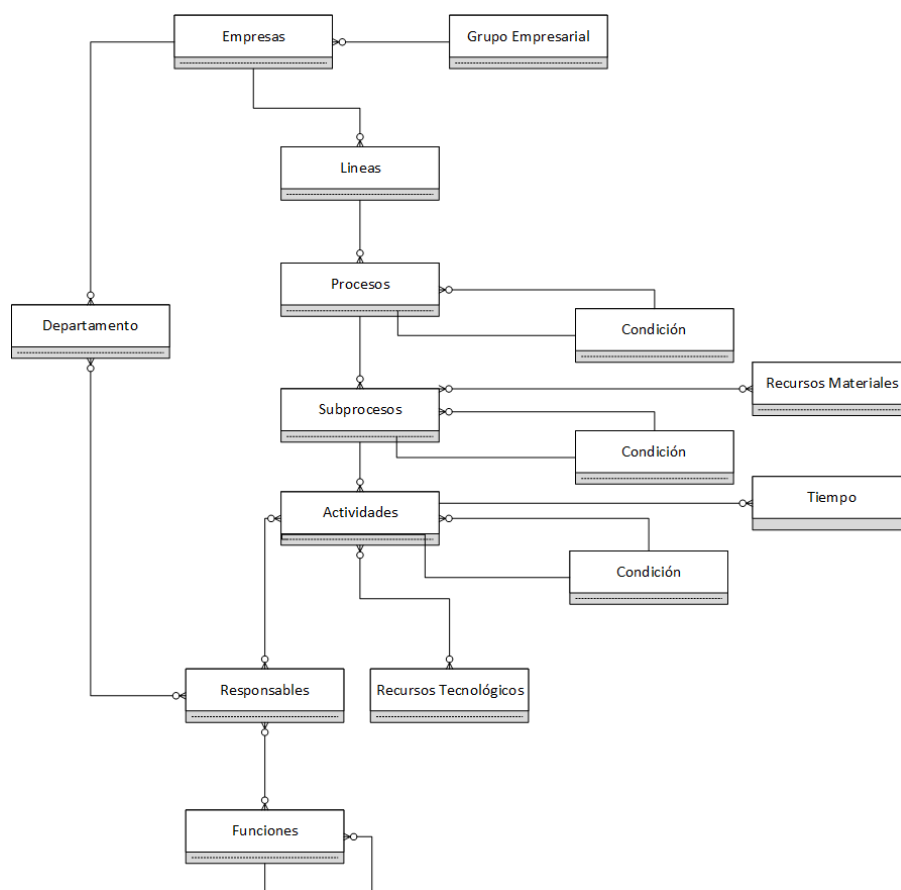 Empresas
Grupo Empresarial
Lineas
Procesos
Departamento
Condición
Recursos Materiales
Subprocesos
Condición
Tiempo
Actividades
Condición
Responsables
Recursos Tecnológicos
Funciones